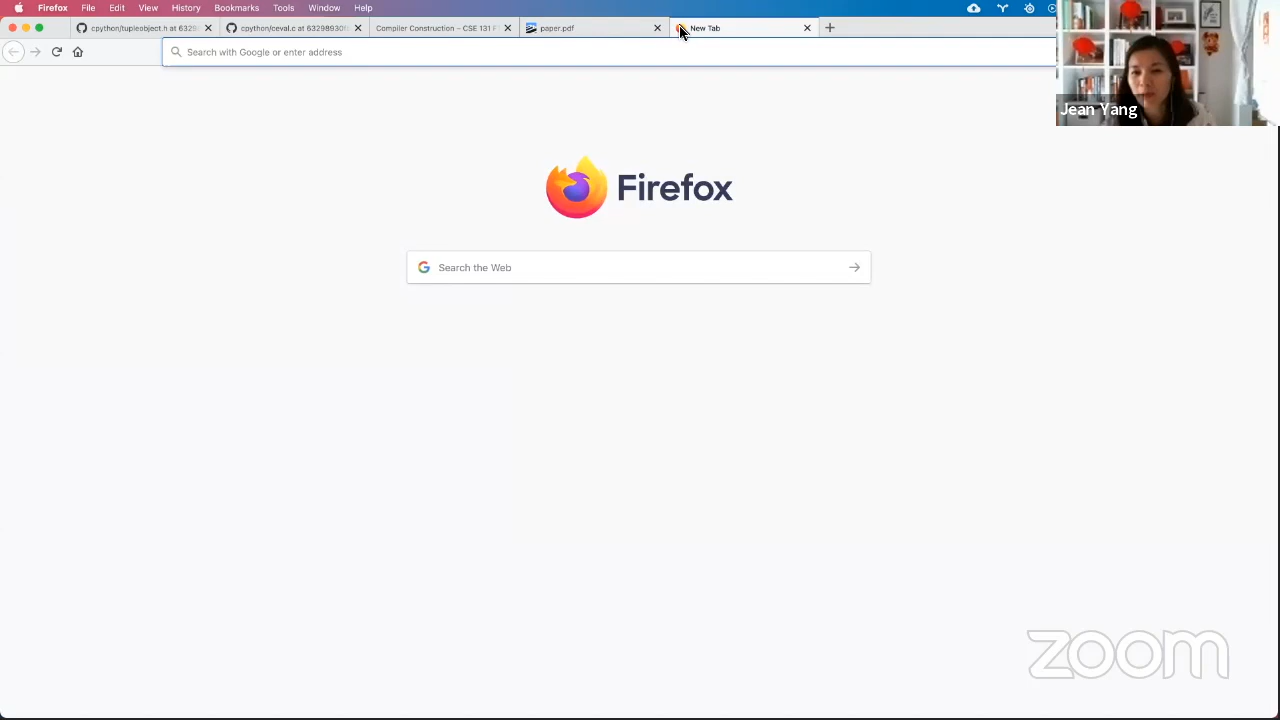 Firefox File Edit View History Bookmarks Tools Window Help
cpython/tupleobject.h at 6329 cpython/ceval.c at 632989301 Compiler Construction – CSE 131 F paper.pdf New Tab
Search with Google or enter address
Jean Yang
Firefox
Search the Web
zoom